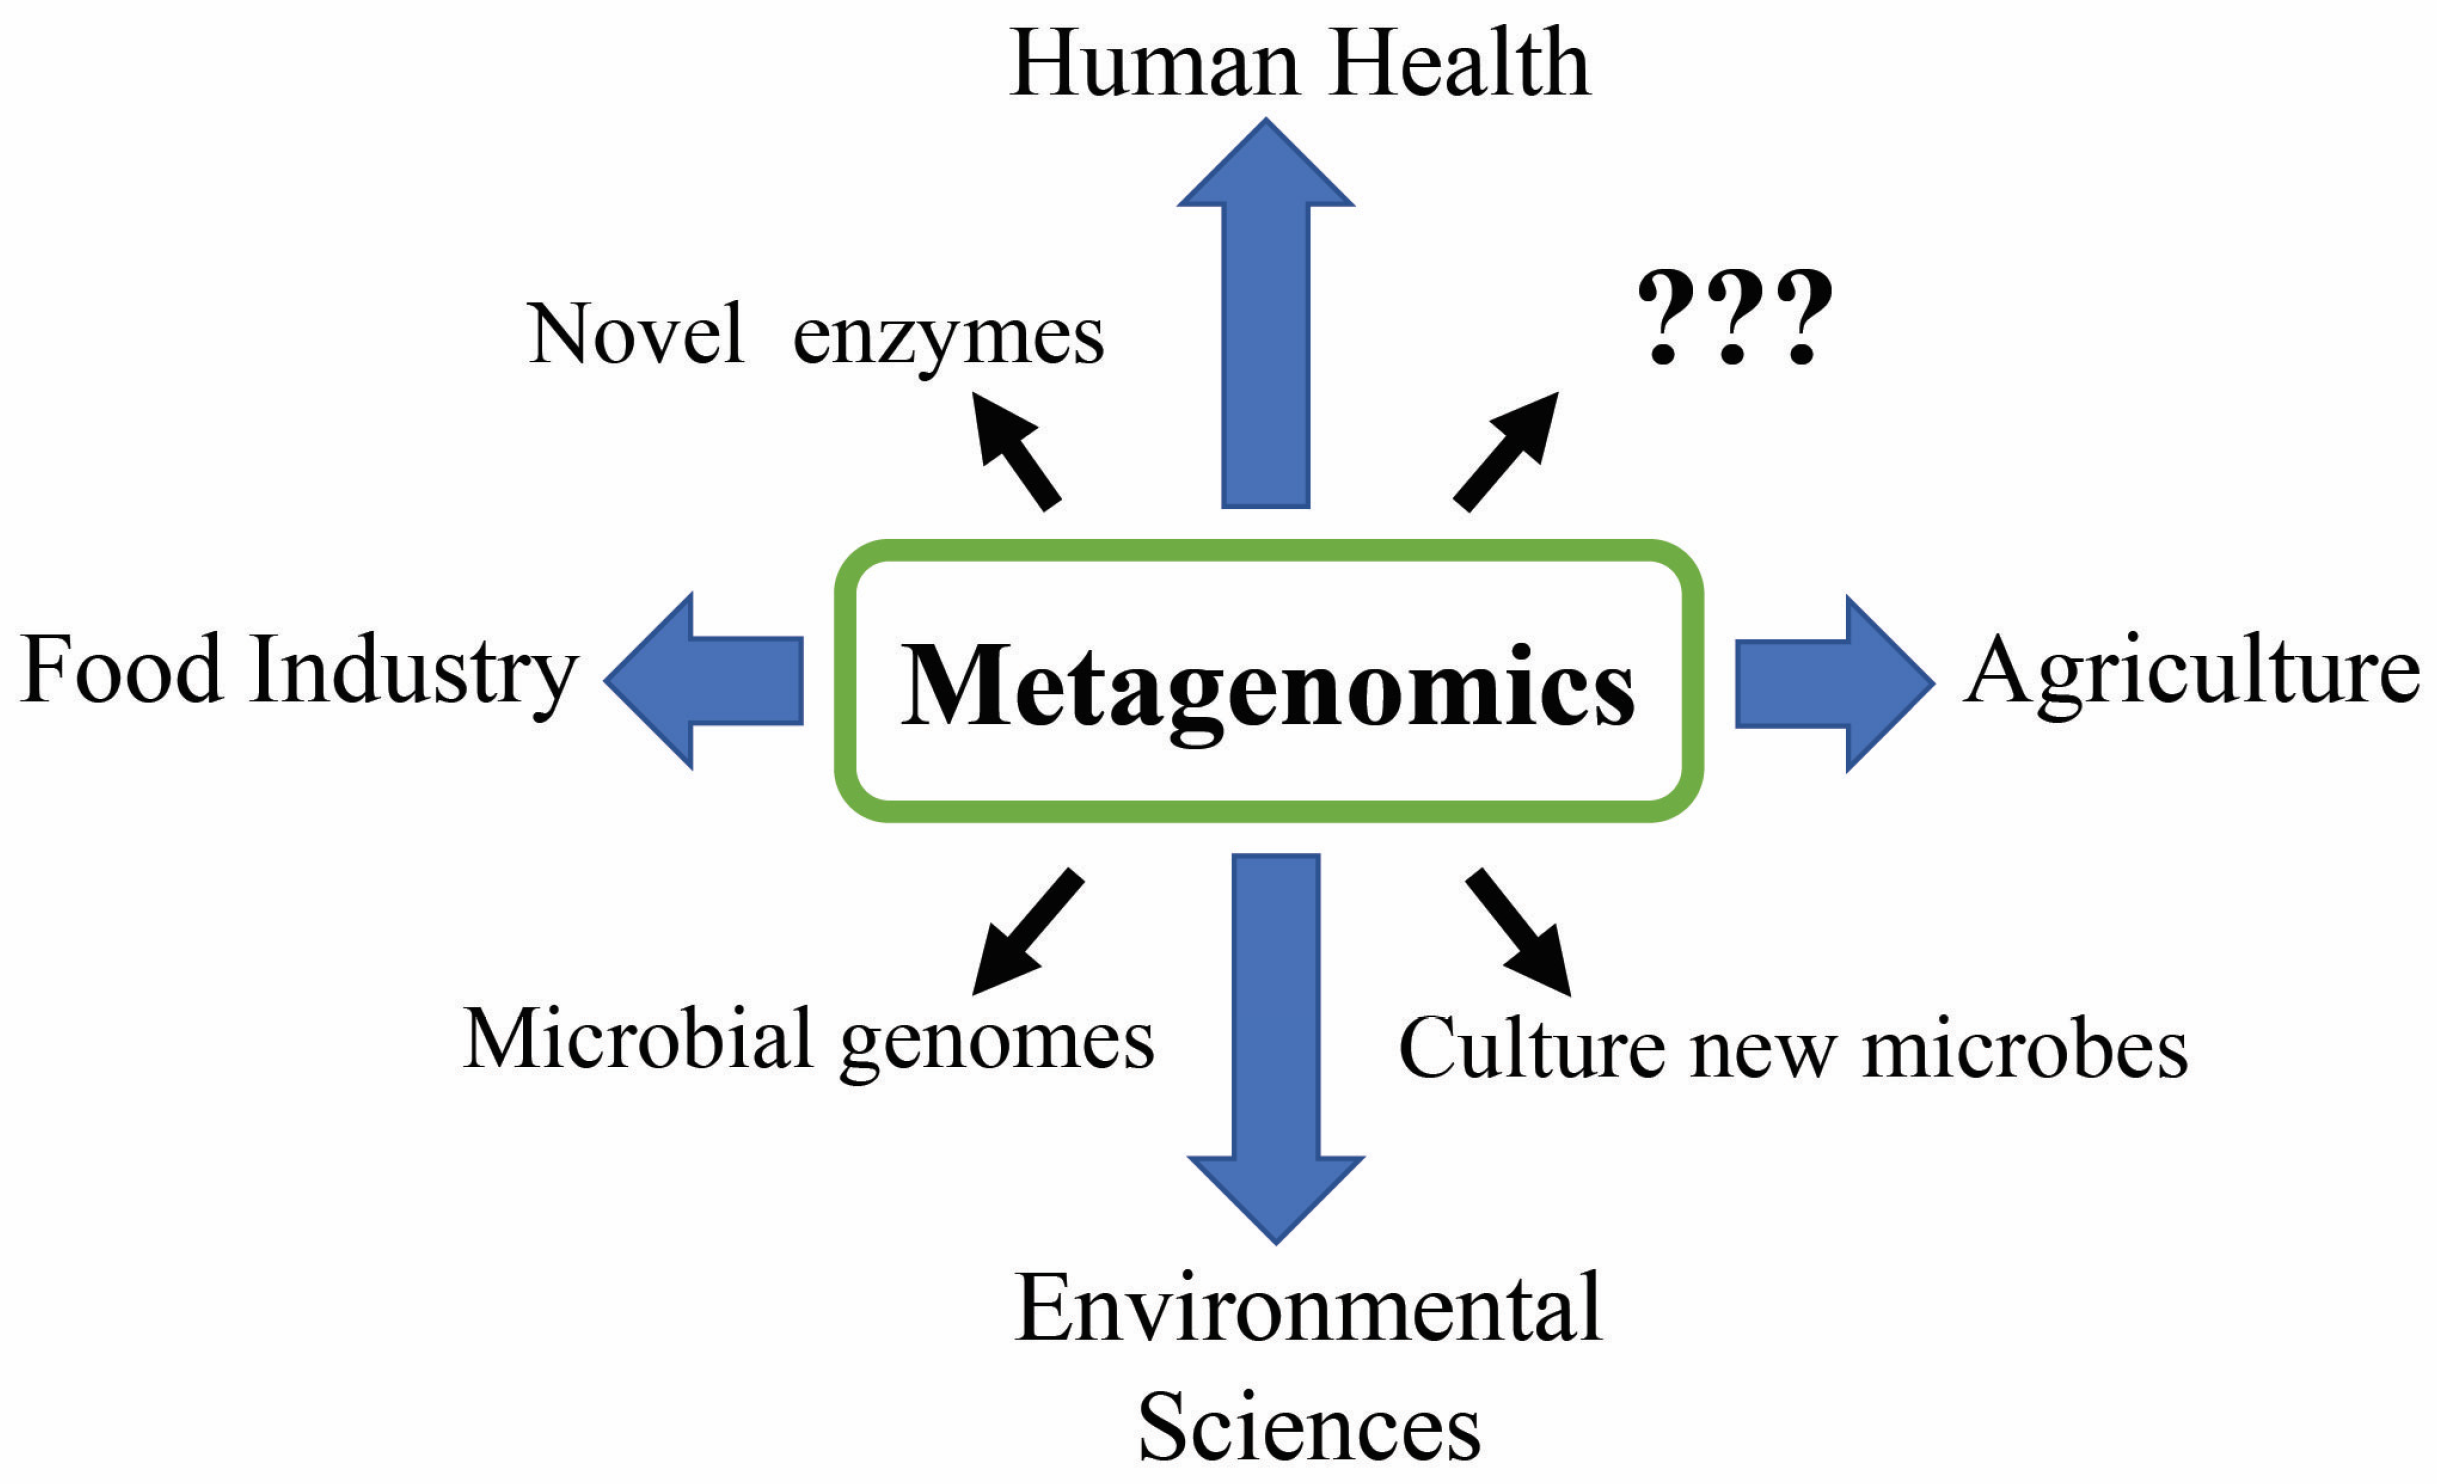 Human Health
Novel enzymes
???
Food Industry
Metagenomics
Agriculture
Microbial genomes
Culture new microbes
Environmental
Sciences